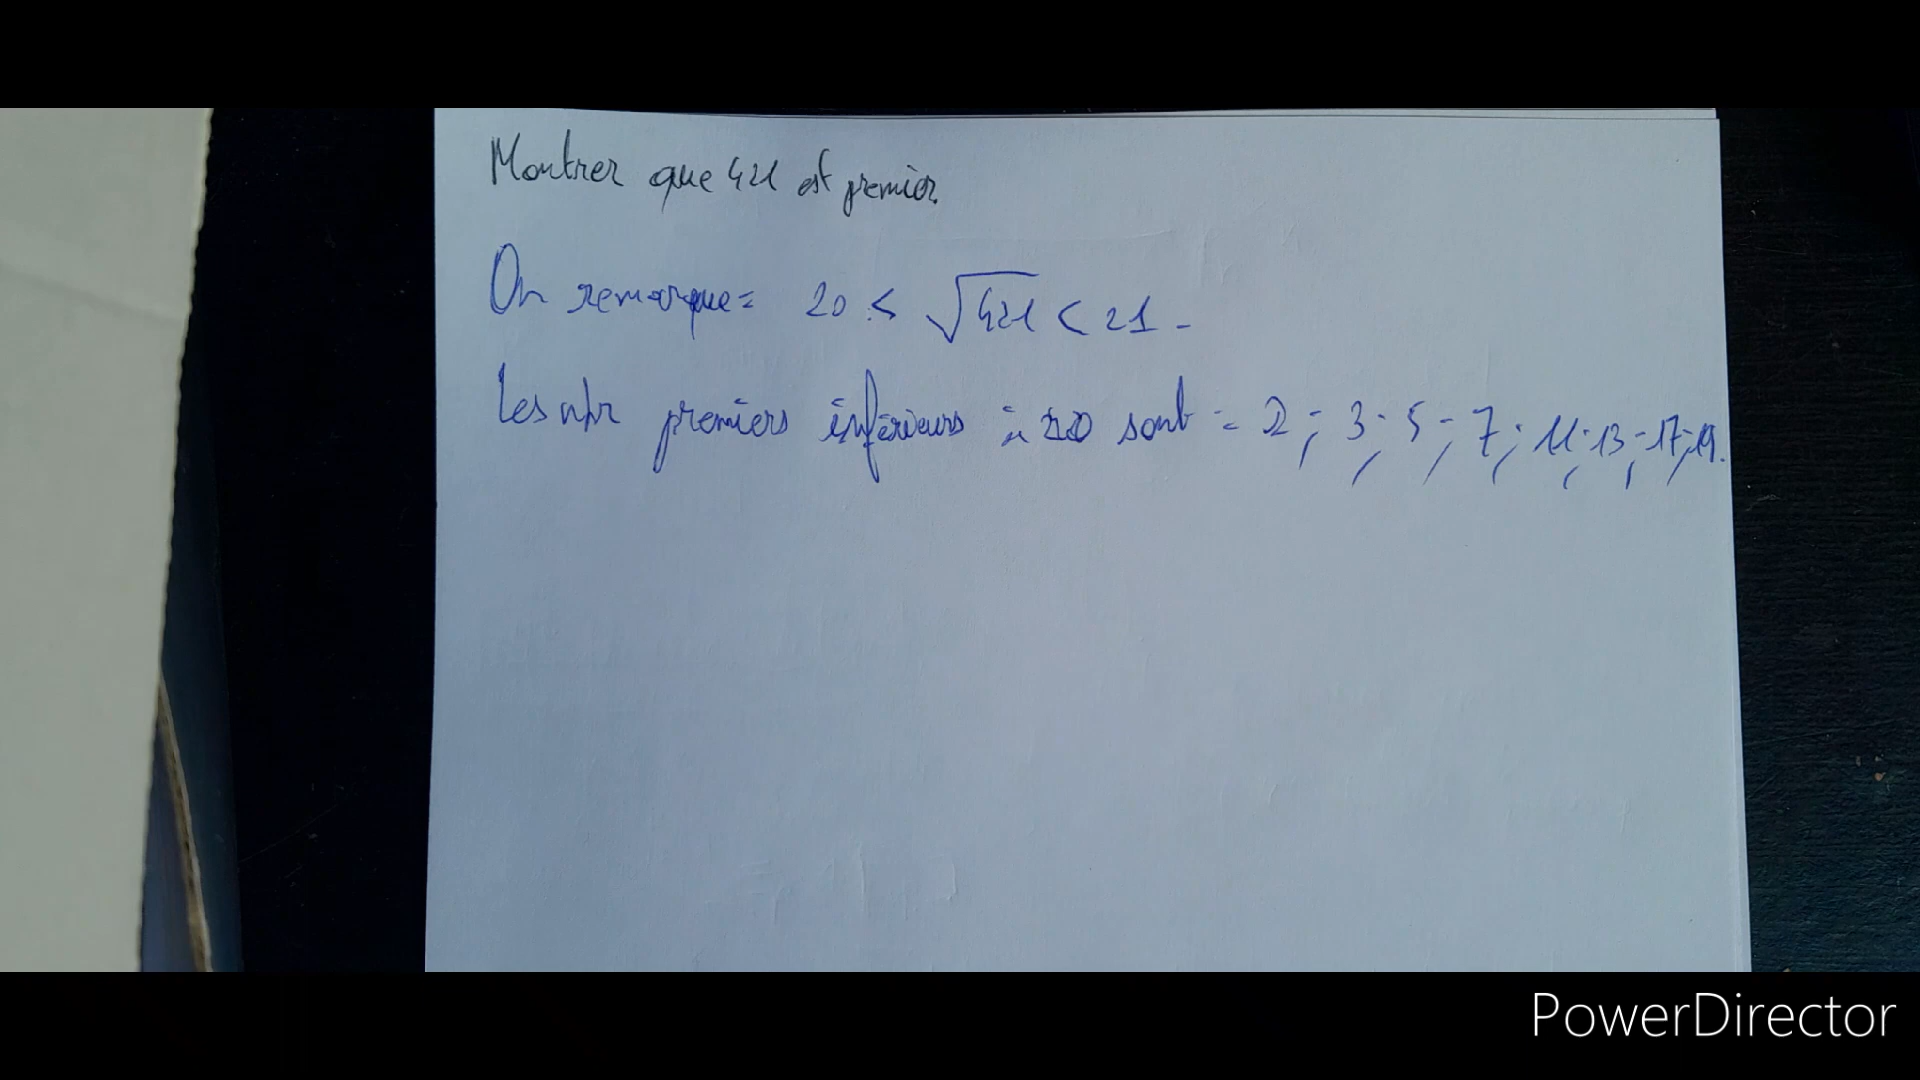 Montrer que 421 est premier.
On remarque = 20 ≤ √421 < 21 -
Les nbr premiers inférieurs à 20 sont = 2 ; 3 ; 5 ; 7 ; 11 ; 13 ; 17 ; 19.
PowerDirector